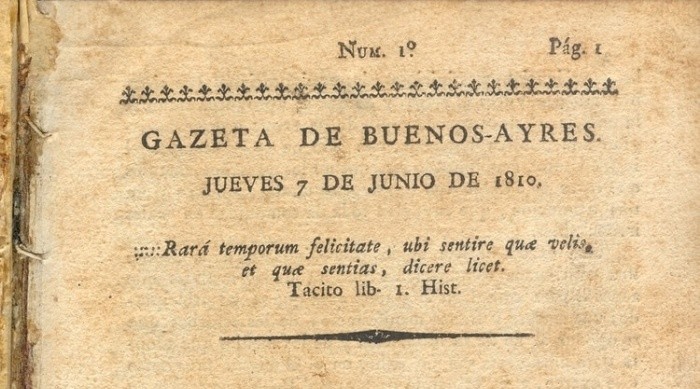 Num. 1º Pág. 1
GAZETA DE BUENOS-AYRES.
JUEVES 7 DE JUNIO DE 1810.
:::::Rará temporum felicitate, ubi sentire quæ velis,
et quæ sentias, dicere licet.
Tacito lib- 1. Hist.